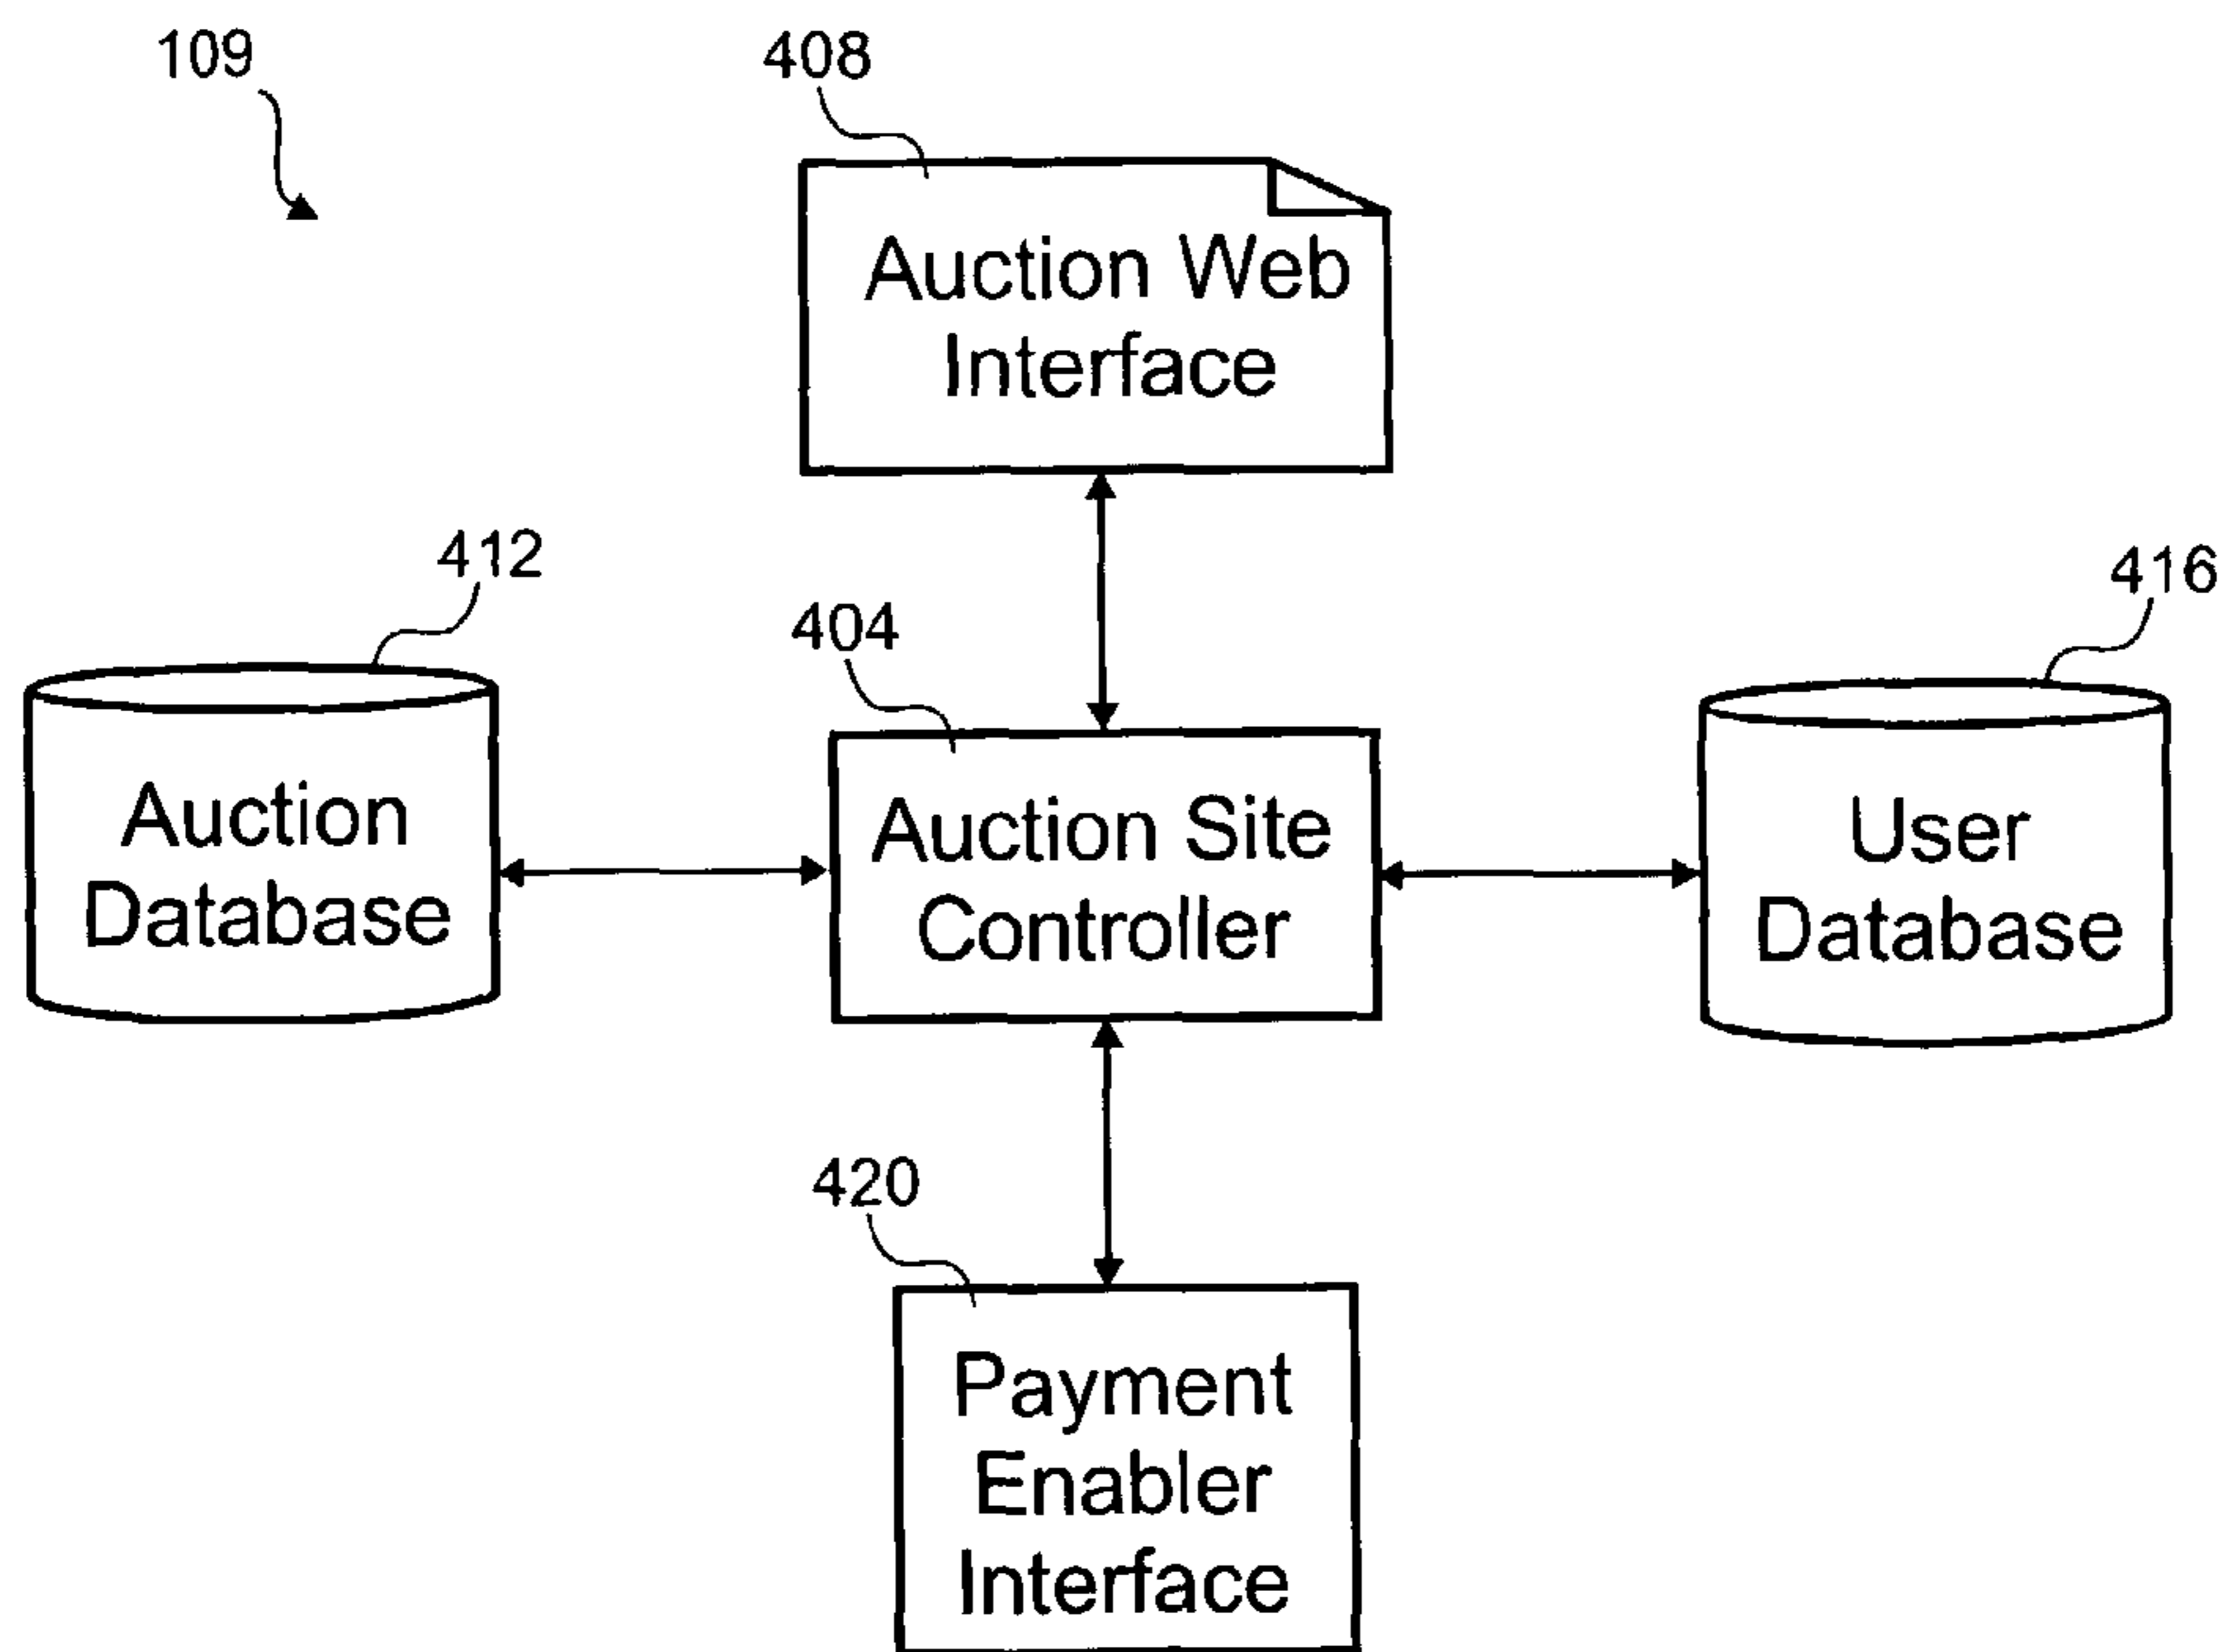 109
408
Auction Web
Interface
412
416
404
Auction
Database
Auction Site
Controller
User
Database
420
Payment
Enabler
Interface